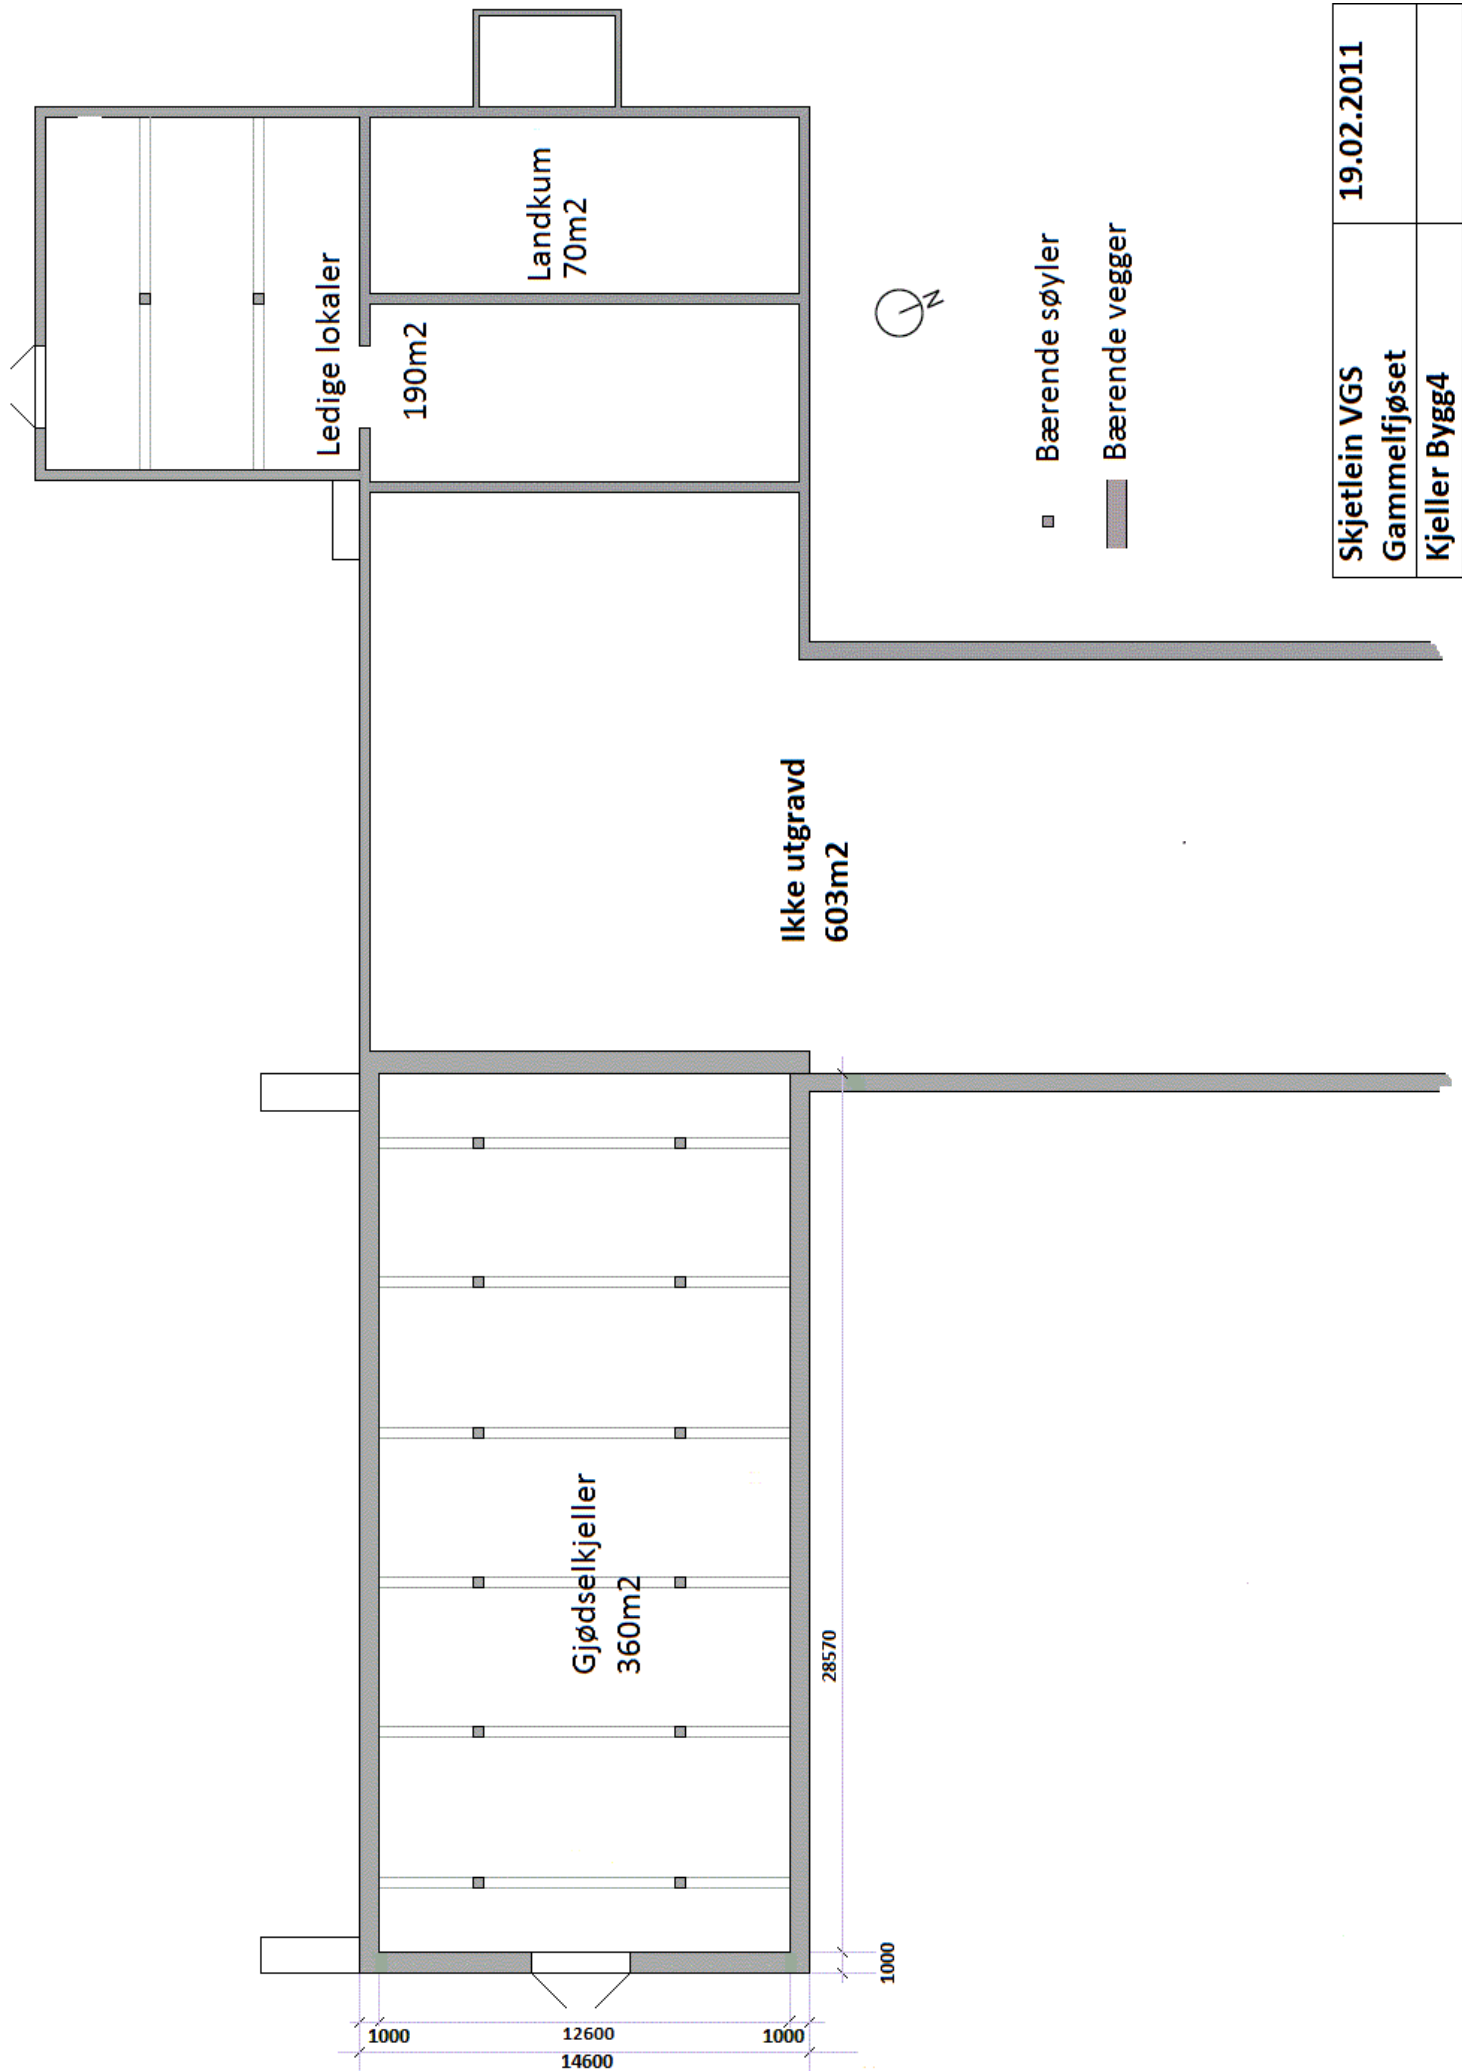 Ledige lokaler
190m2
Landkum
70m2
N
Bærende søyler
Bærende vegger
Ikke utgravd
603m2
Gjødselkjeller
360m2
28570
1000
1000
12600
1000
14600
Skjetlein VGS
Gammelfjøset
19.02.2011
Kjeller Bygg4